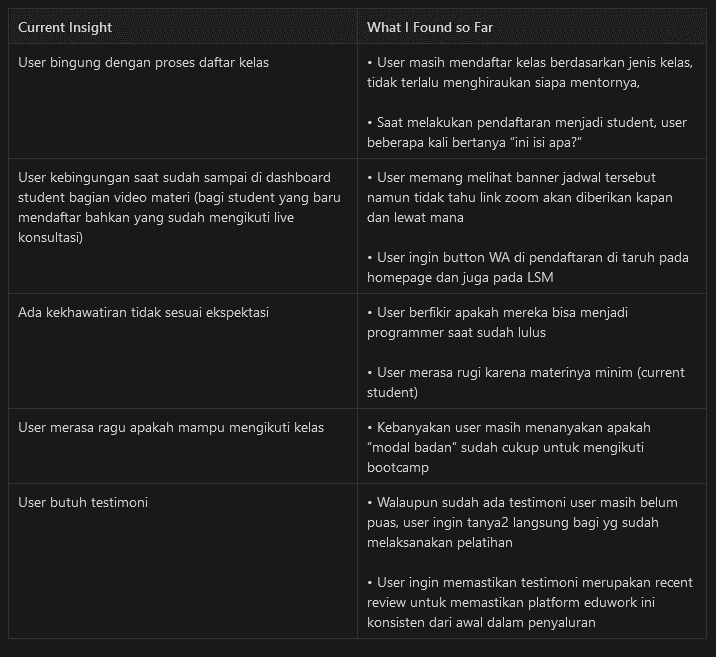 Current Insight
What I Found so Far
User bingung dengan proses daftar kelas
• User masih mendaftar kelas berdasarkan jenis kelas,
tidak terlalu menghiraukan siapa mentornya,
• Saat melakukan pendaftaran menjadi student, user
beberapa kali bertanya “ini isi apa?”
User kebingungan saat sudah sampai di dashboard
student bagian video materi (bagi student yang baru
mendaftar bahkan yang sudah mengikuti live
konsultasi)
• User memang melihat banner jadwal tersebut
namun tidak tahu link zoom akan diberikan kapan
dan lewat mana
• User ingin button WA di pendaftaran di taruh pada
homepage dan juga pada LSM
Ada kekhawatiran tidak sesuai ekspektasi
• User berfikir apakah mereka bisa menjadi
programmer saat sudah lulus
• User merasa rugi karena materinya minim (current
student)
User merasa ragu apakah mampu mengikuti kelas
• Kebanyakan user masih menanyakan apakah
“modal badan” sudah cukup untuk mengikuti
bootcamp
User butuh testimoni
• Walaupun sudah ada testimoni user masih belum
puas, user ingin tanya2 langsung bagi yg sudah
melaksanakan pelatihan
• User ingin memastikan testimoni merupakan recent
review untuk memastikan platform eduwork ini
konsisten dari awal dalam penyaluran